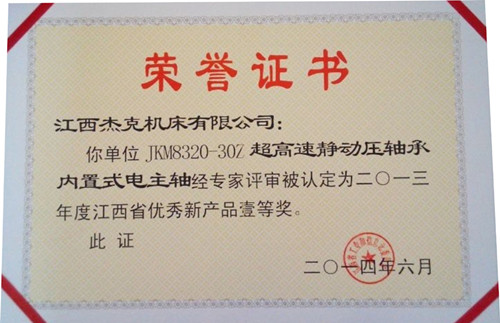 荣誉证书
江西杰克机床有限公司：
你单位 JKM8320-30Z 超高速静动压轴承
内置式电主轴经专家评审被认定为二〇一三
年度江西省优秀新产品壹等奖。
此证
二〇一四年六月